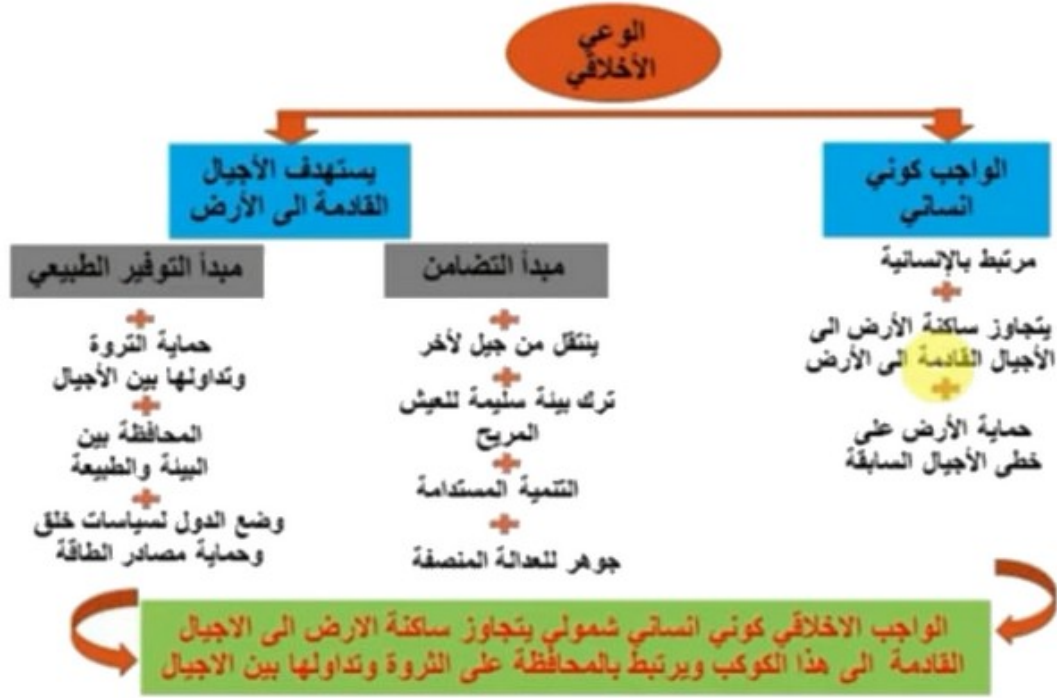 الوعي
الأخلاقي
الواجب كوني
انساني
مرتبط بالإنسانية
يتجاوز ساكنة الأرض الى
الأجيال القادمة الى الأرض
حماية الأرض على
خطى الأجيال السابقة
يستهدف الأجيال
القادمة الى الأرض
مبدأ التضامن
ينتقل من جيل لأخر
ترك بيئة سليمة للعيش
المريح
التنمية المستدامة
جوهر للعدالة المنصفة
مبدأ التوفير الطبيعي
حماية الثروة
وتداولها بين الأجيال
المحافظة بين
البيئة والطبيعة
وضع الدول لسياسات خلق
وحماية مصادر الطاقة
الواجب الاخلاقي كوني انساني شمولي يتجاوز ساكنة الارض الى الاجيال
القادمة الى هذا الكوكب ويرتبط بالمحافظة على الثروة وتداولها بين الاجيال